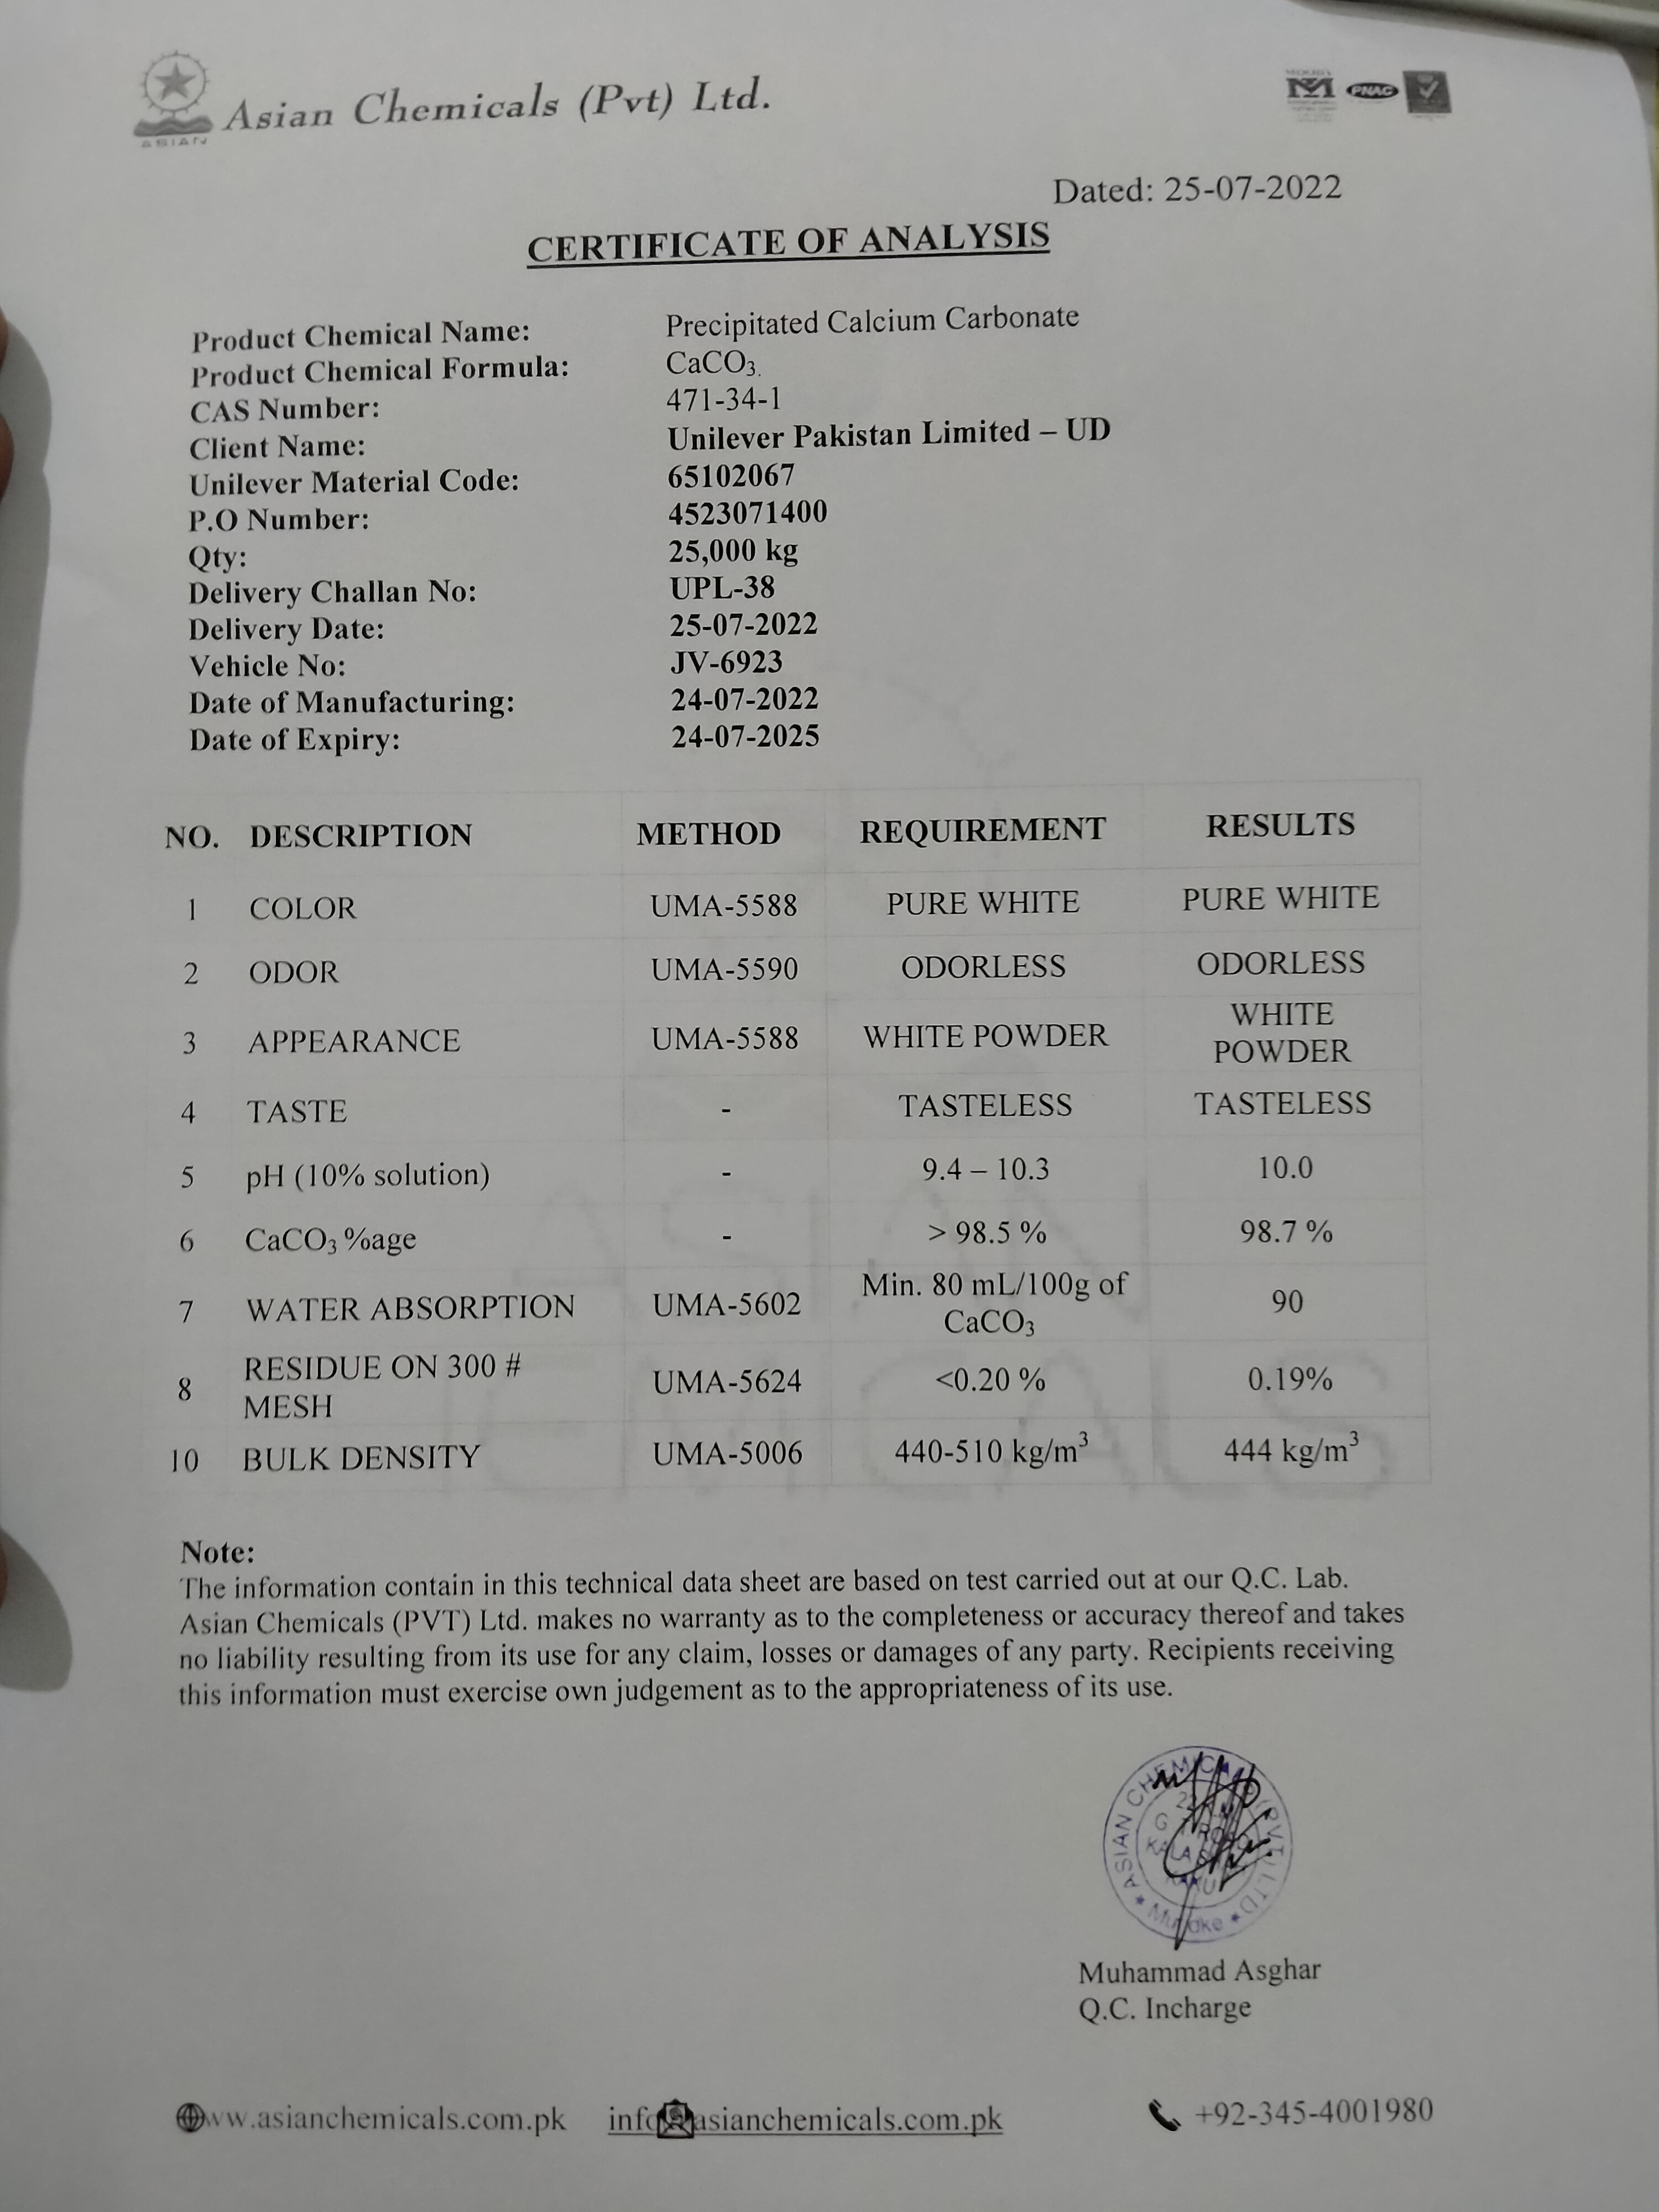 Asian Chemicals (Pvt) Ltd.
ASIAN
PNAC
Dated: 25-07-2022
CERTIFICATE OF ANALYSIS
Product Chemical Name: Precipitated Calcium Carbonate
Product Chemical Formula: CaCO₃.
CAS Number: 471-34-1
Client Name: Unilever Pakistan Limited – UD
Unilever Material Code: 65102067
P.O Number: 4523071400
Qty: 25,000 kg
Delivery Challan No: UPL-38
Delivery Date: 25-07-2022
Vehicle No: JV-6923
Date of Manufacturing: 24-07-2022
Date of Expiry: 24-07-2025
NO. DESCRIPTION METHOD REQUIREMENT RESULTS
1 COLOR UMA-5588 PURE WHITE PURE WHITE
2 ODOR UMA-5590 ODORLESS ODORLESS
3 APPEARANCE UMA-5588 WHITE POWDER WHITE
POWDER
4 TASTE - TASTELESS TASTELESS
5 pH (10% solution) - 9.4 – 10.3 10.0
6 CaCO₃ %age - > 98.5 % 98.7 %
7 WATER ABSORPTION UMA-5602 Min. 80 mL/100g of
CaCO₃ 90
8 RESIDUE ON 300 #
MESH UMA-5624 <0.20 % 0.19%
10 BULK DENSITY UMA-5006 440-510 kg/m³ 444 kg/m³
Note:
The information contain in this technical data sheet are based on test carried out at our Q.C. Lab.
Asian Chemicals (PVT) Ltd. makes no warranty as to the completeness or accuracy thereof and takes
no liability resulting from its use for any claim, losses or damages of any party. Recipients receiving
this information must exercise own judgement as to the appropriateness of its use.
ASIAN CHEMICALS (PVT.) LTD
KALA
Muhammad Asghar
Q.C. Incharge
www.asianchemicals.com.pk info@asianchemicals.com.pk +92-345-4001980